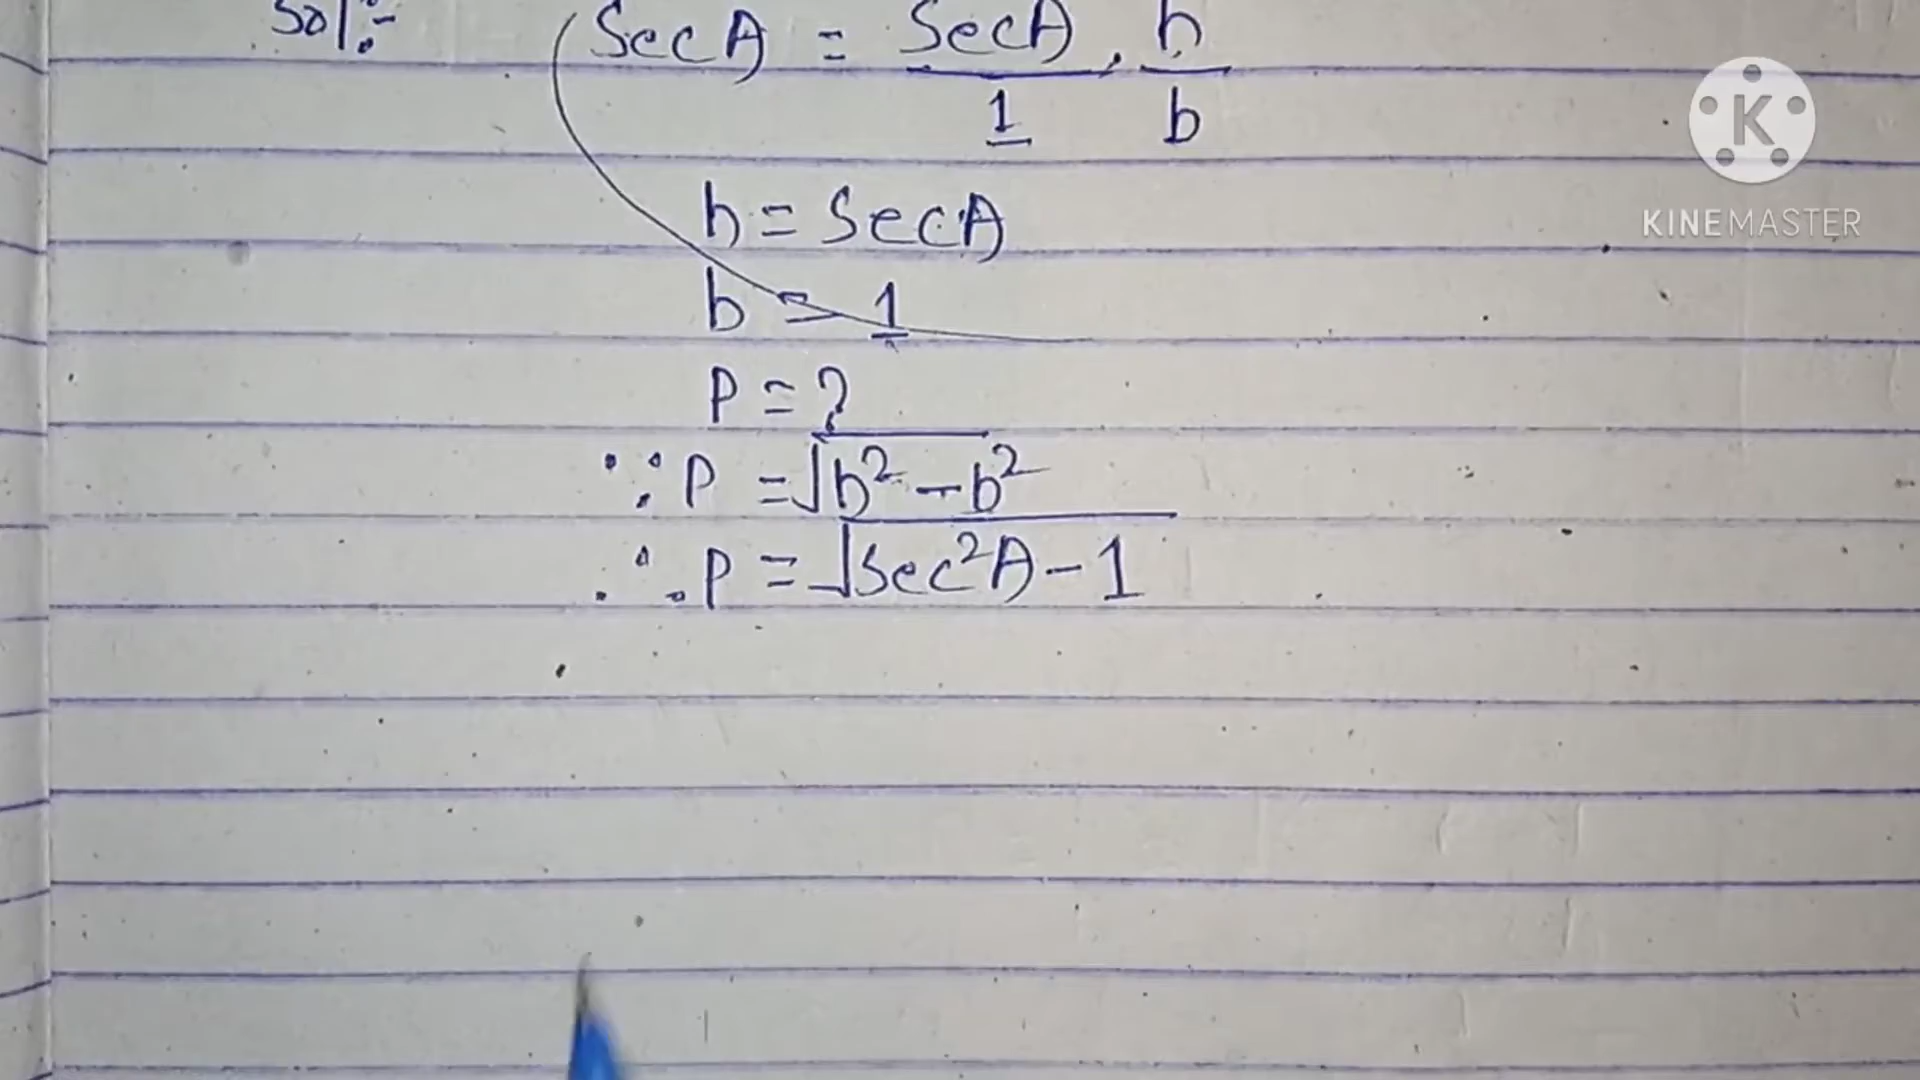 Sol:-
SecA = SecA/1 . h/b
h = SecA
b = 1
P = ?
∵ P = √h² - b²
∴ P = √Sec²A - 1
K
KINEMASTER